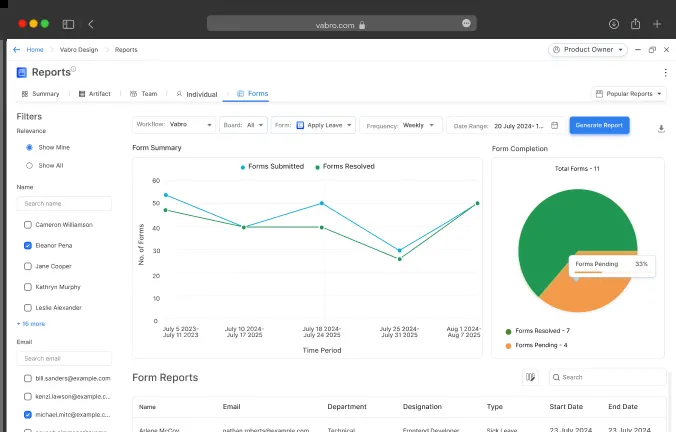 vabro.com
Home
Vabro Design
Reports
Product Owner
Reports
Summary
Artifact
Team
Individual
Forms
Popular Reports
Filters
Relevance
Show Mine
Show All
Name
Search name
Cameron Williamson
Eleanor Pena
Jane Cooper
Kathryn Murphy
Leslie Alexander
+ 16 more
Email
Search email
bill.sanders@example.com
kenzi.lawson@example.c...
michael.mitc@example.c...
Workflow: Vabro
Board: All
Form: Apply Leave
Frequency: Weekly
Date Range: 20 July 2024- 1...
Generate Report
Form Summary
Forms Submitted
Forms Resolved
No. of Forms
60
50
40
30
20
10
0
July 5 2023-
July 11 2023
July 10 2024-
July 17 2025
July 18 2024-
July 24 2025
July 25 2024-
July 31 2025
Aug 1 2024-
Aug 7 2025
Time Period
Form Completion
Total Forms - 11
Forms Pending 33%
Forms Resolved - 7
Forms Pending - 4
Form Reports
Search
Name Email Department Designation Type Start Date End Date
Arlene McCoy nathan.roberts@example.com Technical Frontend Developer Sick Leave 23 July 2024 23 July 2024